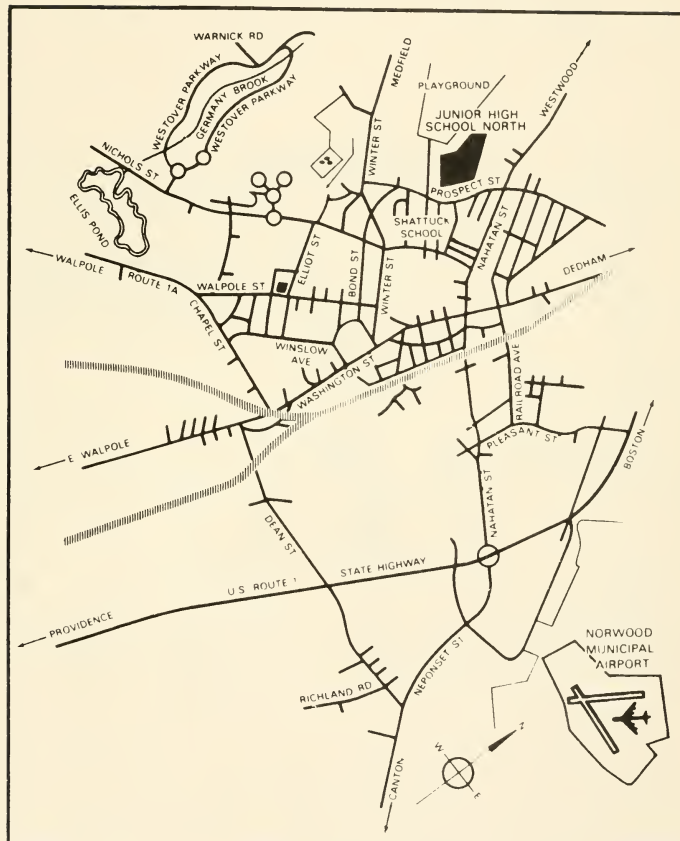 WARNICK RD
WESTOVER PARKWAY
GERMANY BROOK
WESTOVER PARKWAY
MEDFIELD
PLAYGROUND
WESTWOOD
JUNIOR HIGH
SCHOOL NORTH
NICHOLS ST
WINTER ST
PROSPECT ST
ELLIS POND
SHATTUCK
SCHOOL
NAHATAN ST
ELLIOT ST
BOND ST
WINTER ST
DEDHAM
WALPOLE
ROUTE 1A
WALPOLE ST
CHAPEL ST
WINSLOW
AVE
WASHINGTON ST
RAILROAD AVE
E WALPOLE
PLEASANT ST
BOSTON
NAHATAN ST
DEAN ST
STATE HIGHWAY
U.S. ROUTE 1
PROVIDENCE
NEPONSET ST
NORWOOD
MUNICIPAL
AIRPORT
RICHLAND RD
CANTON
N
W
E